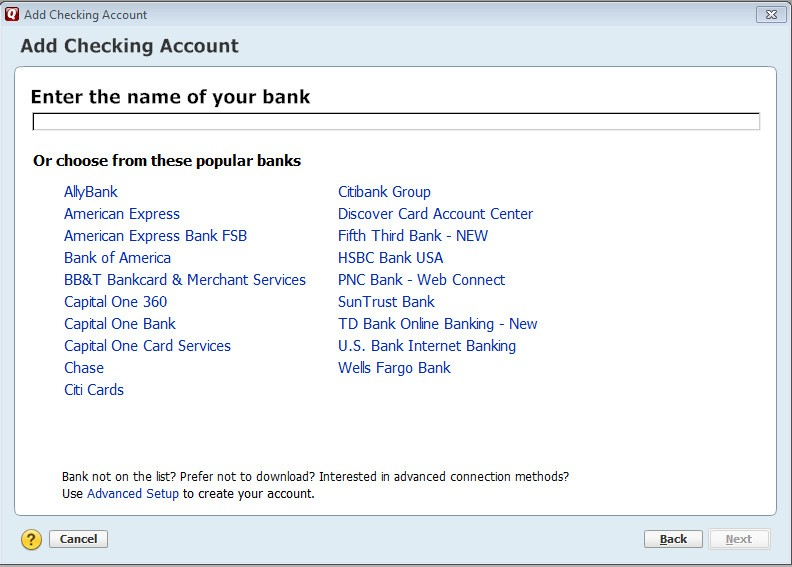 Add Checking Account
Add Checking Account
Enter the name of your bank
Or choose from these popular banks
AllyBank
American Express
American Express Bank FSB
Bank of America
BB&T Bankcard & Merchant Services
Capital One 360
Capital One Bank
Capital One Card Services
Chase
Citi Cards
Citibank Group
Discover Card Account Center
Fifth Third Bank - NEW
HSBC Bank USA
PNC Bank - Web Connect
SunTrust Bank
TD Bank Online Banking - New
U.S. Bank Internet Banking
Wells Fargo Bank
Bank not on the list? Prefer not to download? Interested in advanced connection methods?
Use Advanced Setup to create your account.
? Cancel Back Next